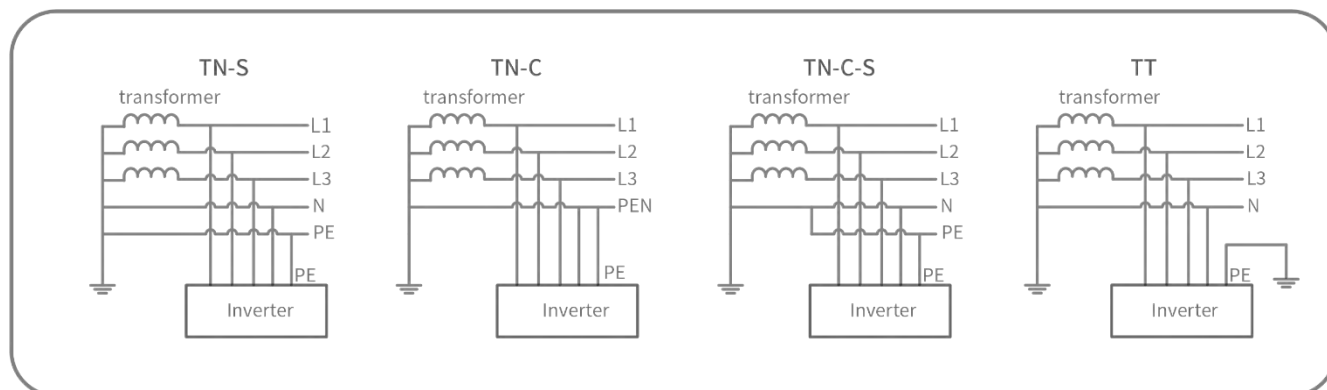 TN-S
transformer
L1
L2
L3
N
PE
PE
Inverter
TN-C
transformer
L1
L2
L3
PEN
PE
Inverter
TN-C-S
transformer
L1
L2
L3
N
PE
PE
Inverter
TT
transformer
L1
L2
L3
N
PE
Inverter